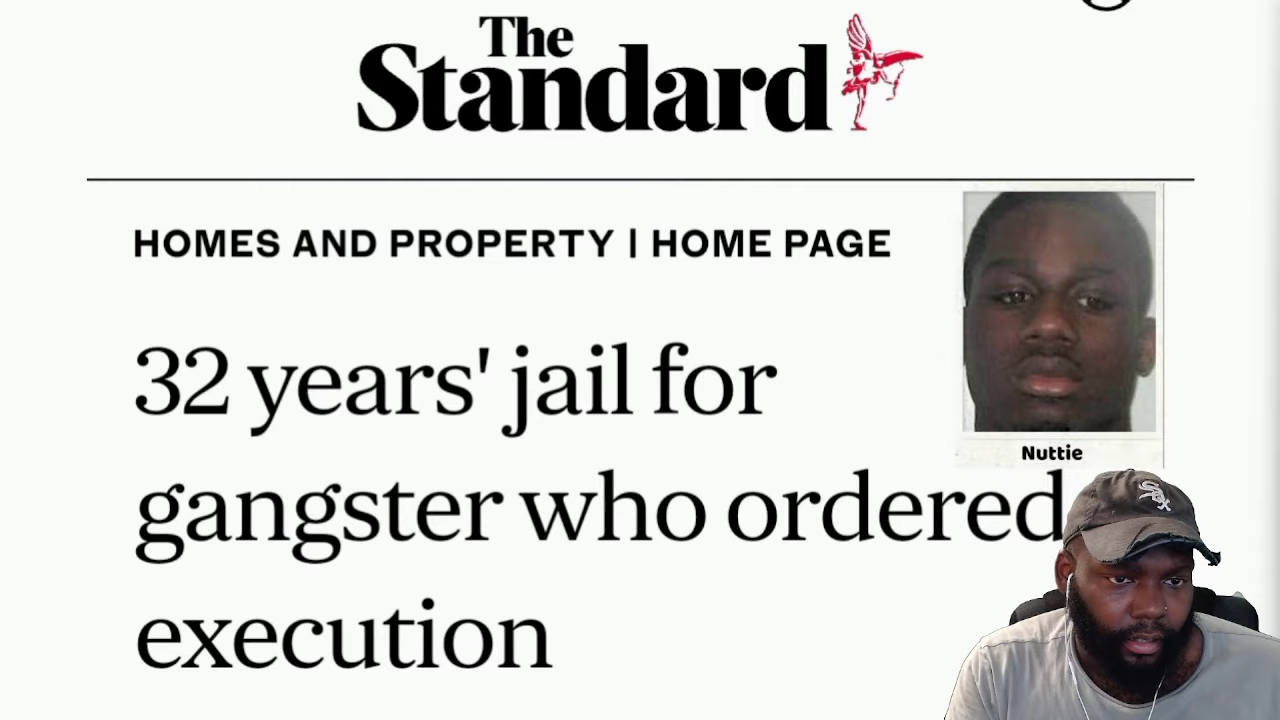 The
Standard
HOMES AND PROPERTY | HOME PAGE
32 years' jail for
Nuttie
gangster who ordered
execution